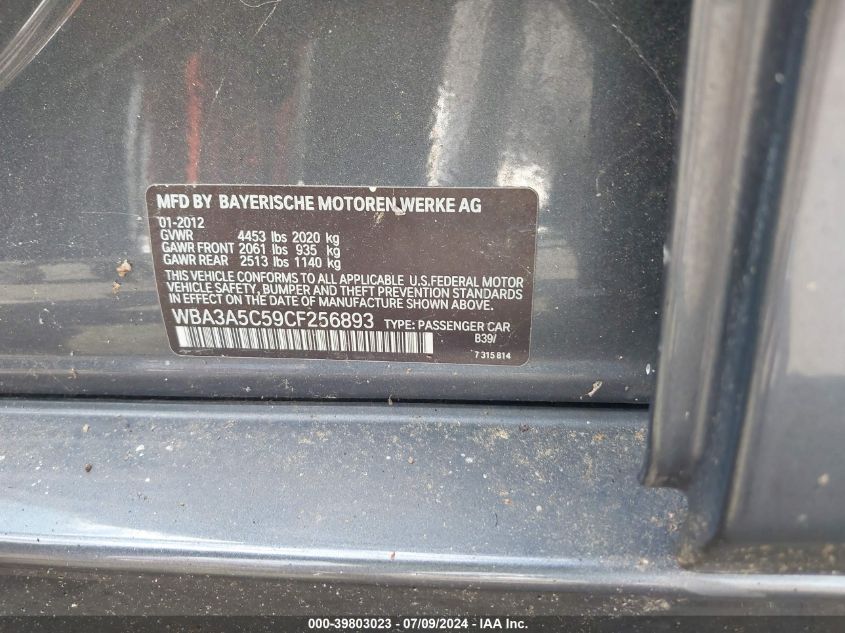 MFD BY BAYERISCHE MOTOREN WERKE AG
01-2012
GVWR 4453 lbs 2020 kg
GAWR FRONT 2061 lbs 935 kg
GAWR REAR 2513 lbs 1140 kg
THIS VEHICLE CONFORMS TO ALL APPLICABLE U.S.FEDERAL MOTOR
VEHICLE SAFETY, BUMPER AND THEFT PREVENTION STANDARDS
IN EFFECT ON THE DATE OF MANUFACTURE SHOWN ABOVE.
WBA3A5C59CF256893 TYPE: PASSENGER CAR
B39/
7 315 814
000-39803023 - 07/09/2024 - IAA Inc.